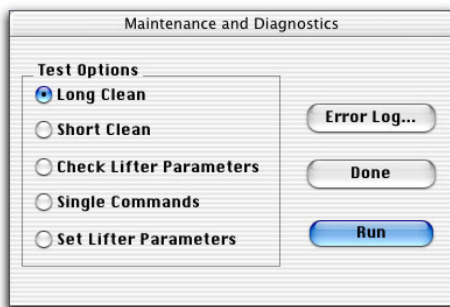 Maintenance and Diagnostics
Test Options
Long Clean
Short Clean
Check Lifter Parameters
Single Commands
Set Lifter Parameters
Error Log...
Done
Run